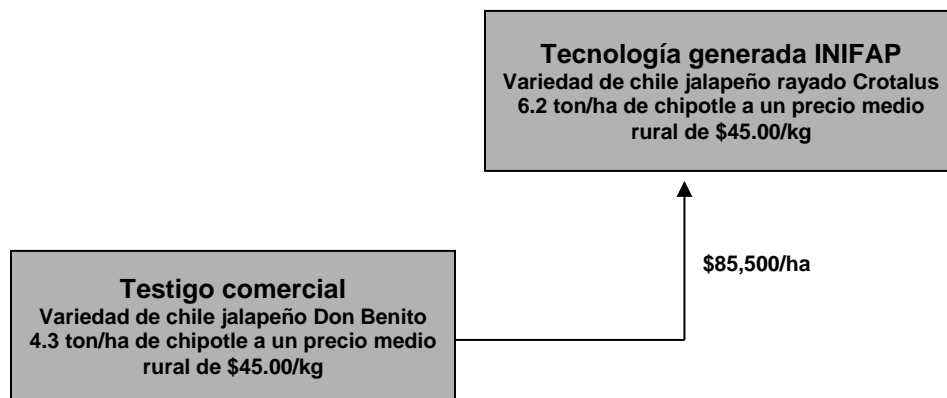 Tecnología generada INIFAP
Variedad de chile jalapeño rayado Crotalus
6.2 ton/ha de chipotle a un precio medio
rural de $45.00/kg
$85,500/ha
Testigo comercial
Variedad de chile jalapeño Don Benito
4.3 ton/ha de chipotle a un precio medio
rural de $45.00/kg